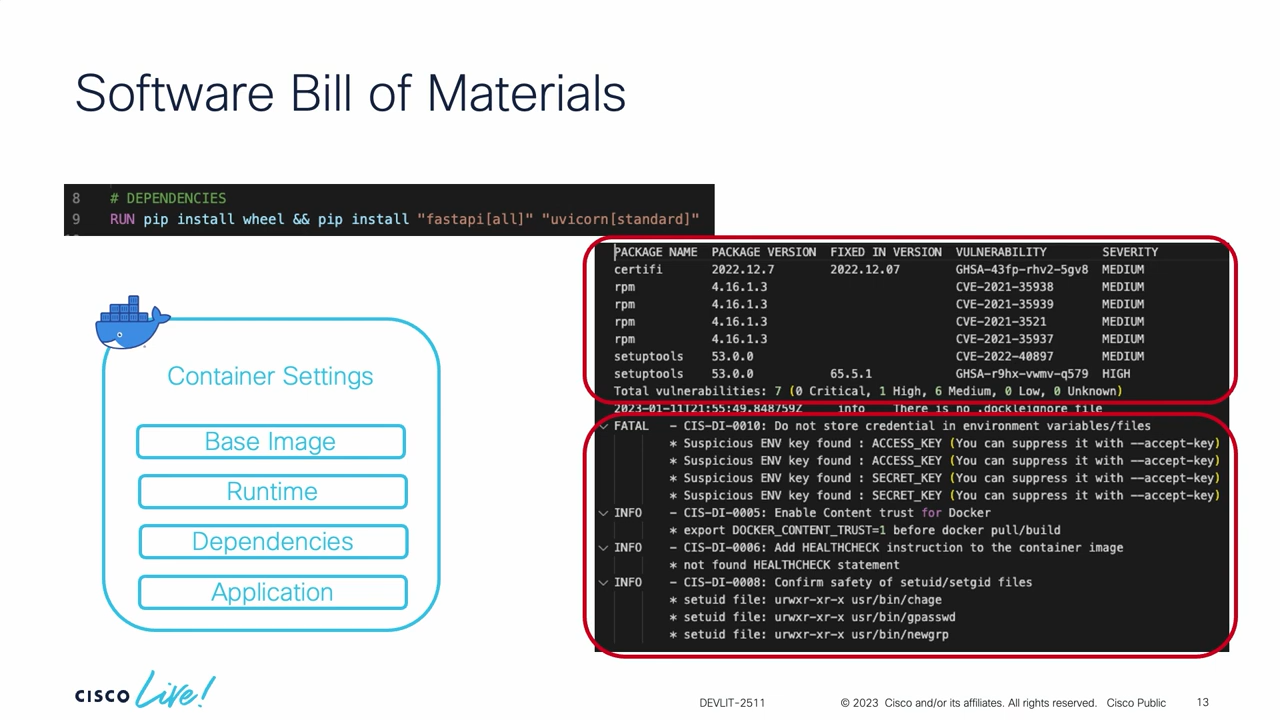 Software Bill of Materials
8 # DEPENDENCIES
9 RUN pip install wheel && pip install "fastapi[all]" "uvicorn[standard]"
PACKAGE NAME PACKAGE VERSION FIXED IN VERSION VULNERABILITY SEVERITY
certifi 2022.12.7 2022.12.07 GHSA-43fp-rhv2-5gv8 MEDIUM
rpm 4.16.1.3 CVE-2021-35938 MEDIUM
rpm 4.16.1.3 CVE-2021-35939 MEDIUM
rpm 4.16.1.3 CVE-2021-3521 MEDIUM
rpm 4.16.1.3 CVE-2021-35937 MEDIUM
setuptools 53.0.0 CVE-2022-40897 MEDIUM
setuptools 53.0.0 65.5.1 GHSA-r9hx-vwmv-q579 HIGH
Total vulnerabilities: 7 (0 Critical, 1 High, 6 Medium, 0 Low, 0 Unknown)
2023-01-11T21:55:49.848759Z info There is no .dockleignore file
FATAL - CIS-DI-0010: Do not store credential in environment variables/files
* Suspicious ENV key found : ACCESS_KEY (You can suppress it with --accept-key)
* Suspicious ENV key found : ACCESS_KEY (You can suppress it with --accept-key)
* Suspicious ENV key found : SECRET_KEY (You can suppress it with --accept-key)
* Suspicious ENV key found : SECRET_KEY (You can suppress it with --accept-key)
INFO - CIS-DI-0005: Enable Content trust for Docker
* export DOCKER_CONTENT_TRUST=1 before docker pull/build
INFO - CIS-DI-0006: Add HEALTHCHECK instruction to the container image
* not found HEALTHCHECK statement
INFO - CIS-DI-0008: Confirm safety of setuid/setgid files
* setuid file: urwxr-xr-x usr/bin/chage
* setuid file: urwxr-xr-x usr/bin/gpasswd
* setuid file: urwxr-xr-x usr/bin/newgrp
Container Settings
Base Image
Runtime
Dependencies
Application
CISCO Live!
DEVLIT-2511 © 2023 Cisco and/or its affiliates. All rights reserved. Cisco Public 13